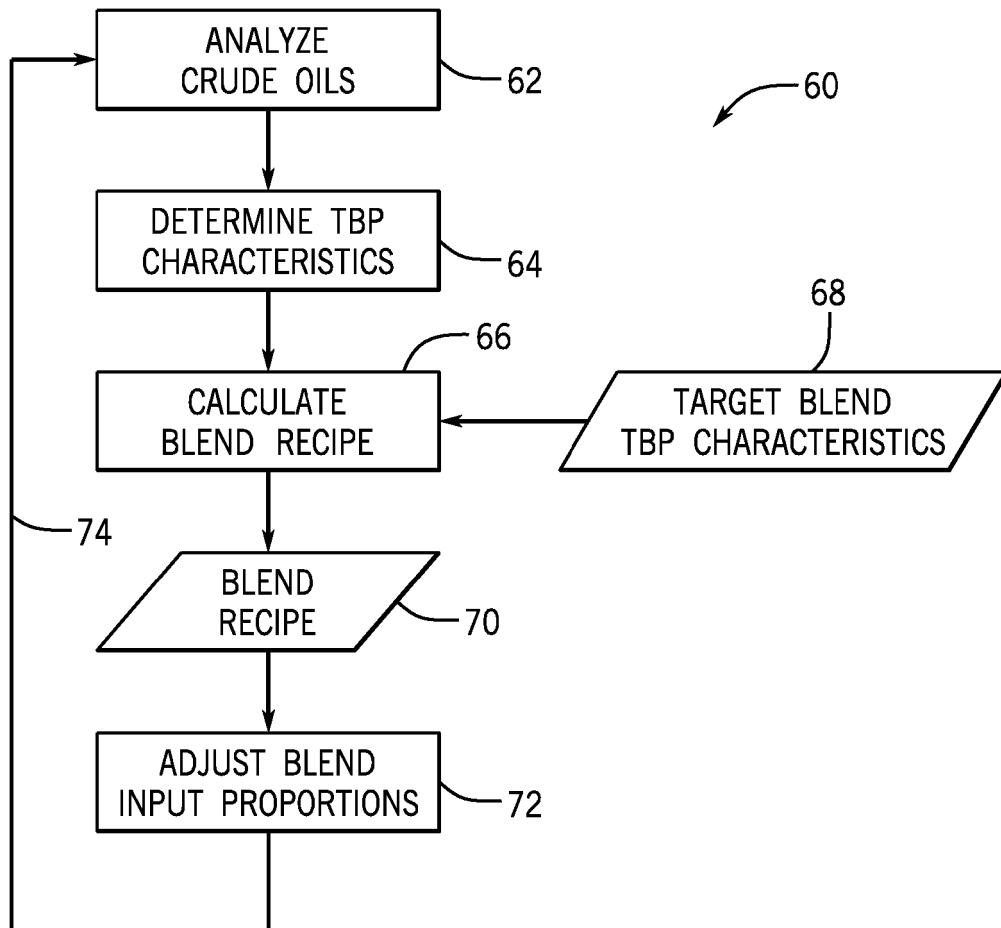 ANALYZE
CRUDE OILS
62
60
DETERMINE TBP
CHARACTERISTICS
64
66
68
CALCULATE
BLEND RECIPE
TARGET BLEND
TBP CHARACTERISTICS
74
BLEND
RECIPE
70
ADJUST BLEND
INPUT PROPORTIONS
72